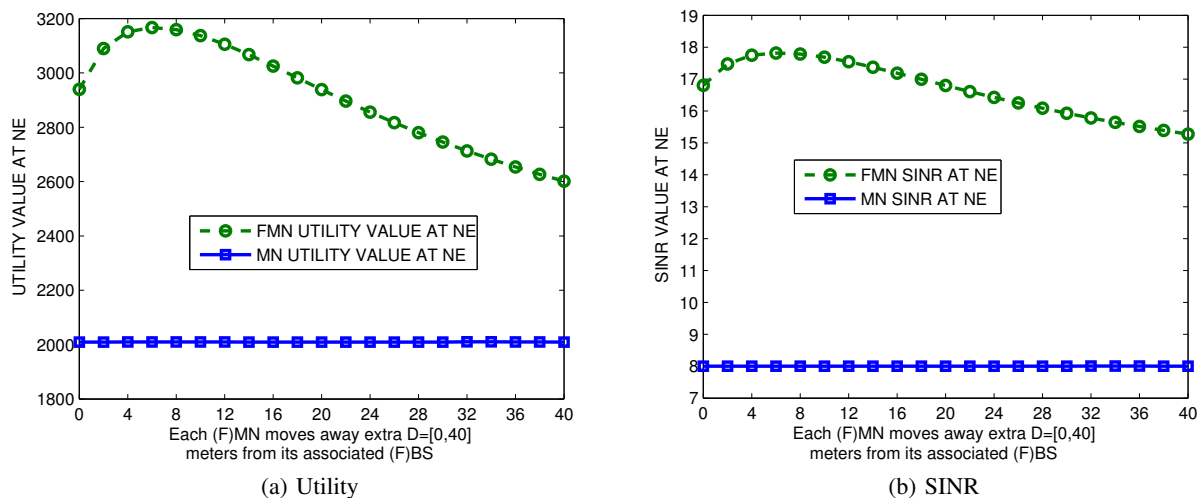 3200
3000
2800
2600
2400
2200
2000
1800
UTILITY VALUE AT NE
FMN UTILITY VALUE AT NE
MN UTILITY VALUE AT NE
0 4 8 12 16 20 24 28 32 36 40
Each (F)MN moves away extra D=[0,40]
meters from its associated (F)BS
(a) Utility
19
18
17
16
15
14
13
12
11
10
9
8
7
SINR VALUE AT NE
FMN SINR AT NE
MN SINR AT NE
0 4 8 12 16 20 24 28 32 36 40
Each (F)MN moves away extra D=[0,40]
meters from its associated (F)BS
(b) SINR